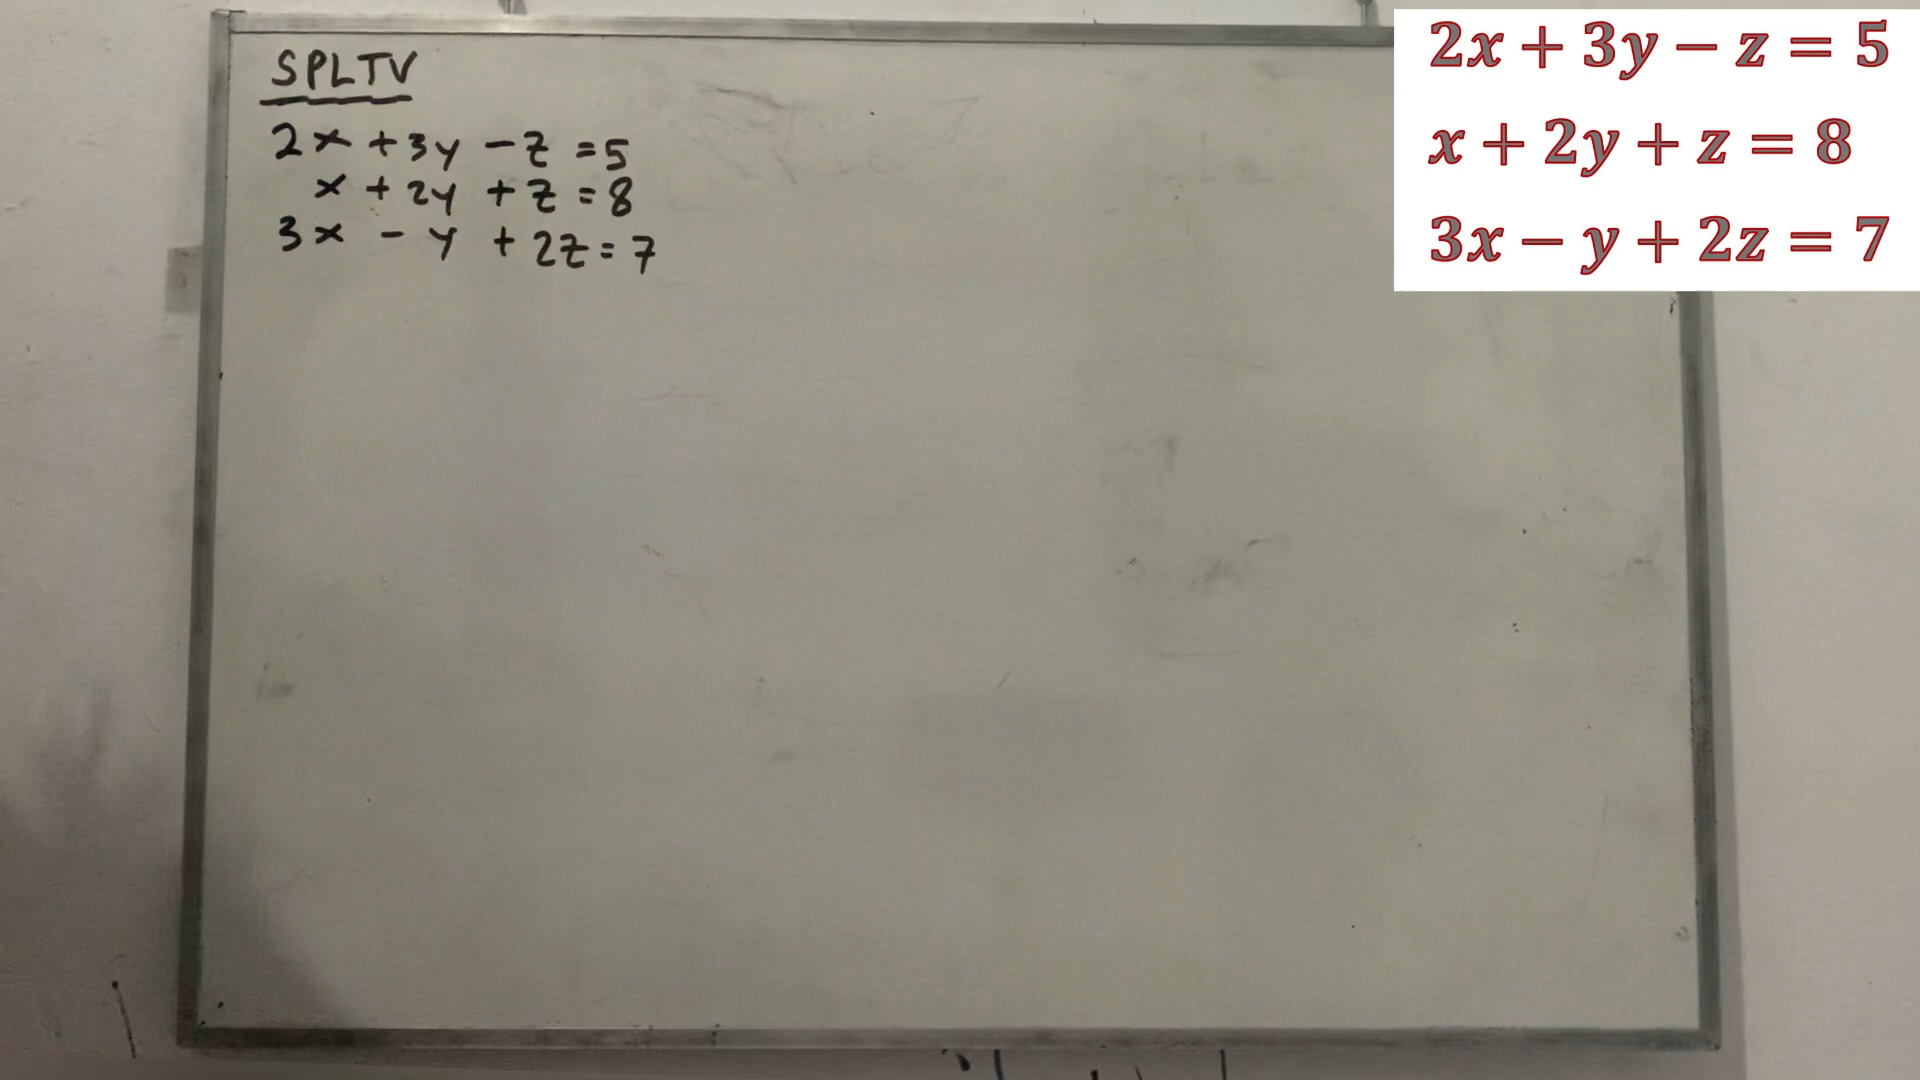 SPLTV
2x + 3y - z = 5
x + 2y + z = 8
3x - y + 2z = 7
2x + 3y − z = 5
x + 2y + z = 8
3x − y + 2z = 7